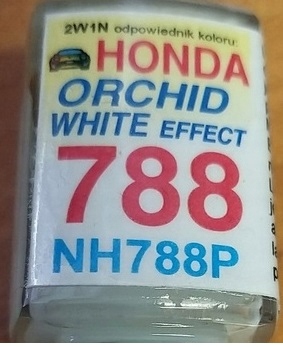 2W1N odpowiednik koloru:
HONDA
ORCHID
WHITE EFFECT
788
NH788P